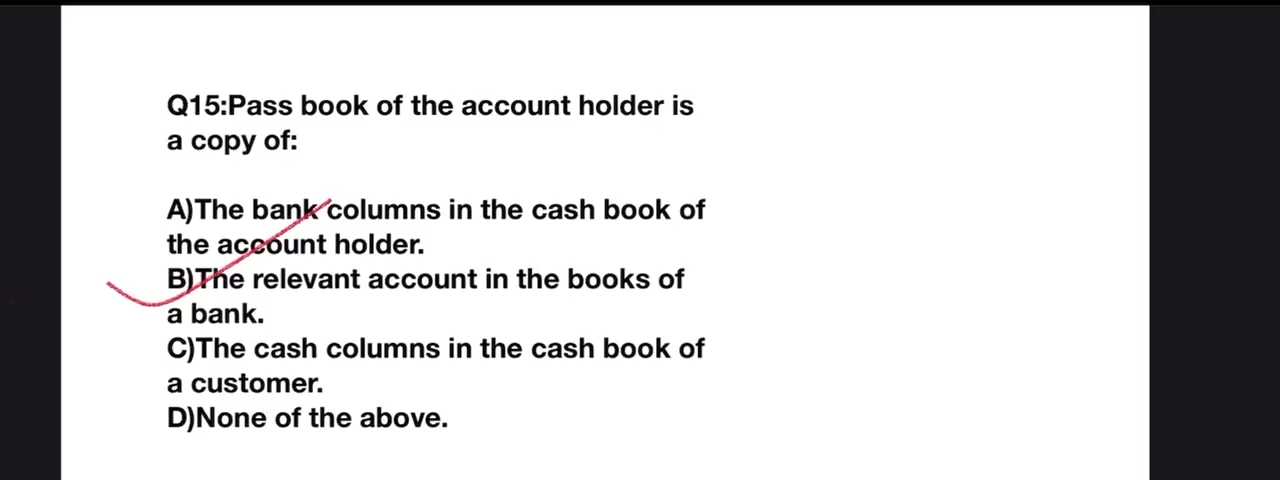 Q15:Pass book of the account holder is
a copy of:
A)The bank columns in the cash book of
the account holder.
B)The relevant account in the books of
a bank.
C)The cash columns in the cash book of
a customer.
D)None of the above.